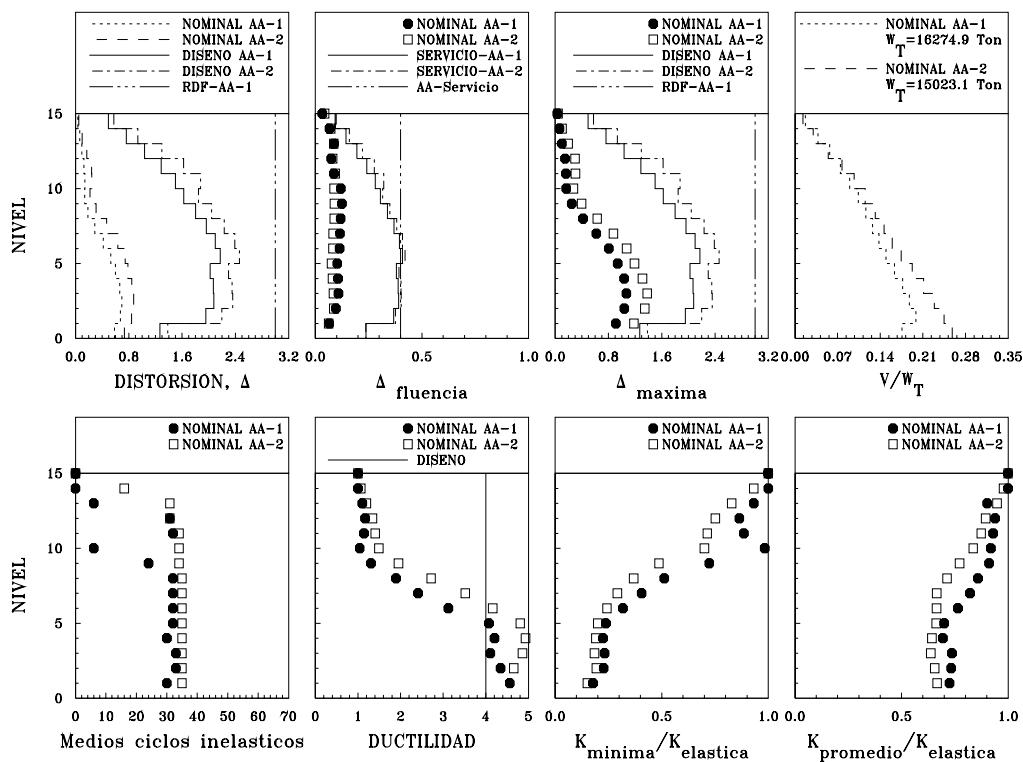 NOMINAL AA-1
NOMINAL AA-2
DISENO AA-1
DISENO AA-2
RDF-AA-1
NIVEL
15
10
5
0
0.0 0.8 1.6 2.4 3.2
DISTORSION, Δ
NOMINAL AA-1
NOMINAL AA-2
SERVICIO-AA-1
SERVICIO-AA-2
AA-Servicio
0.0 0.5 1.0
Δ fluencia
NOMINAL AA-1
NOMINAL AA-2
DISENO AA-1
DISENO AA-2
RDF-AA-1
0.0 0.8 1.6 2.4 3.2
Δ maxima
NOMINAL AA-1
W_T=16274.9 Ton
NOMINAL AA-2
W_T=15023.1 Ton
0.00 0.07 0.14 0.21 0.28 0.35
V/W_T
NOMINAL AA-1
NOMINAL AA-2
NIVEL
15
10
5
0
0 10 20 30 40 50 60 70
Medios ciclos inelasticos
NOMINAL AA-1
NOMINAL AA-2
DISENO
0 1 2 3 4 5
DUCTILIDAD
NOMINAL AA-1
NOMINAL AA-2
0.0 0.5 1.0
K_minima/K_elastica
NOMINAL AA-1
NOMINAL AA-2
0.0 0.5 1.0
K_promedio/K_elastica